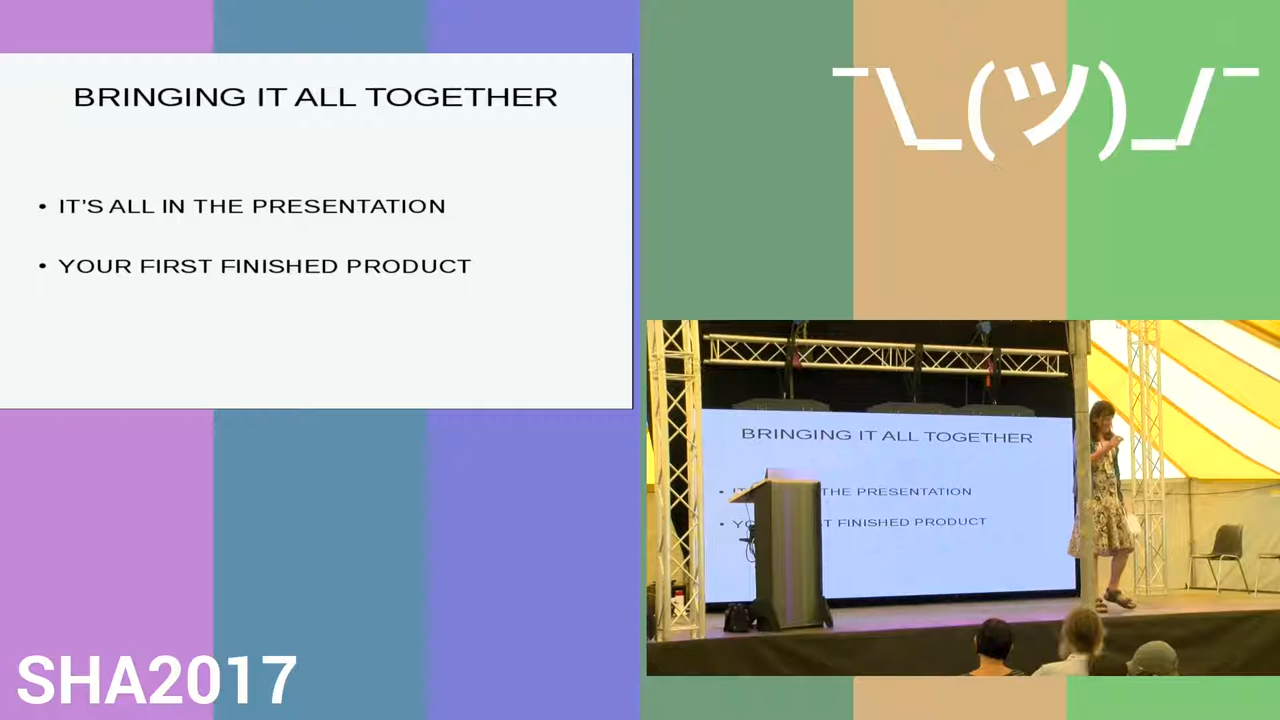 BRINGING IT ALL TOGETHER
• IT'S ALL IN THE PRESENTATION
• YOUR FIRST FINISHED PRODUCT
¯\_(ツ)_/¯
BRINGING IT ALL TOGETHER
• THE PRESENTATION
• FINISHED PRODUCT
SHA2017